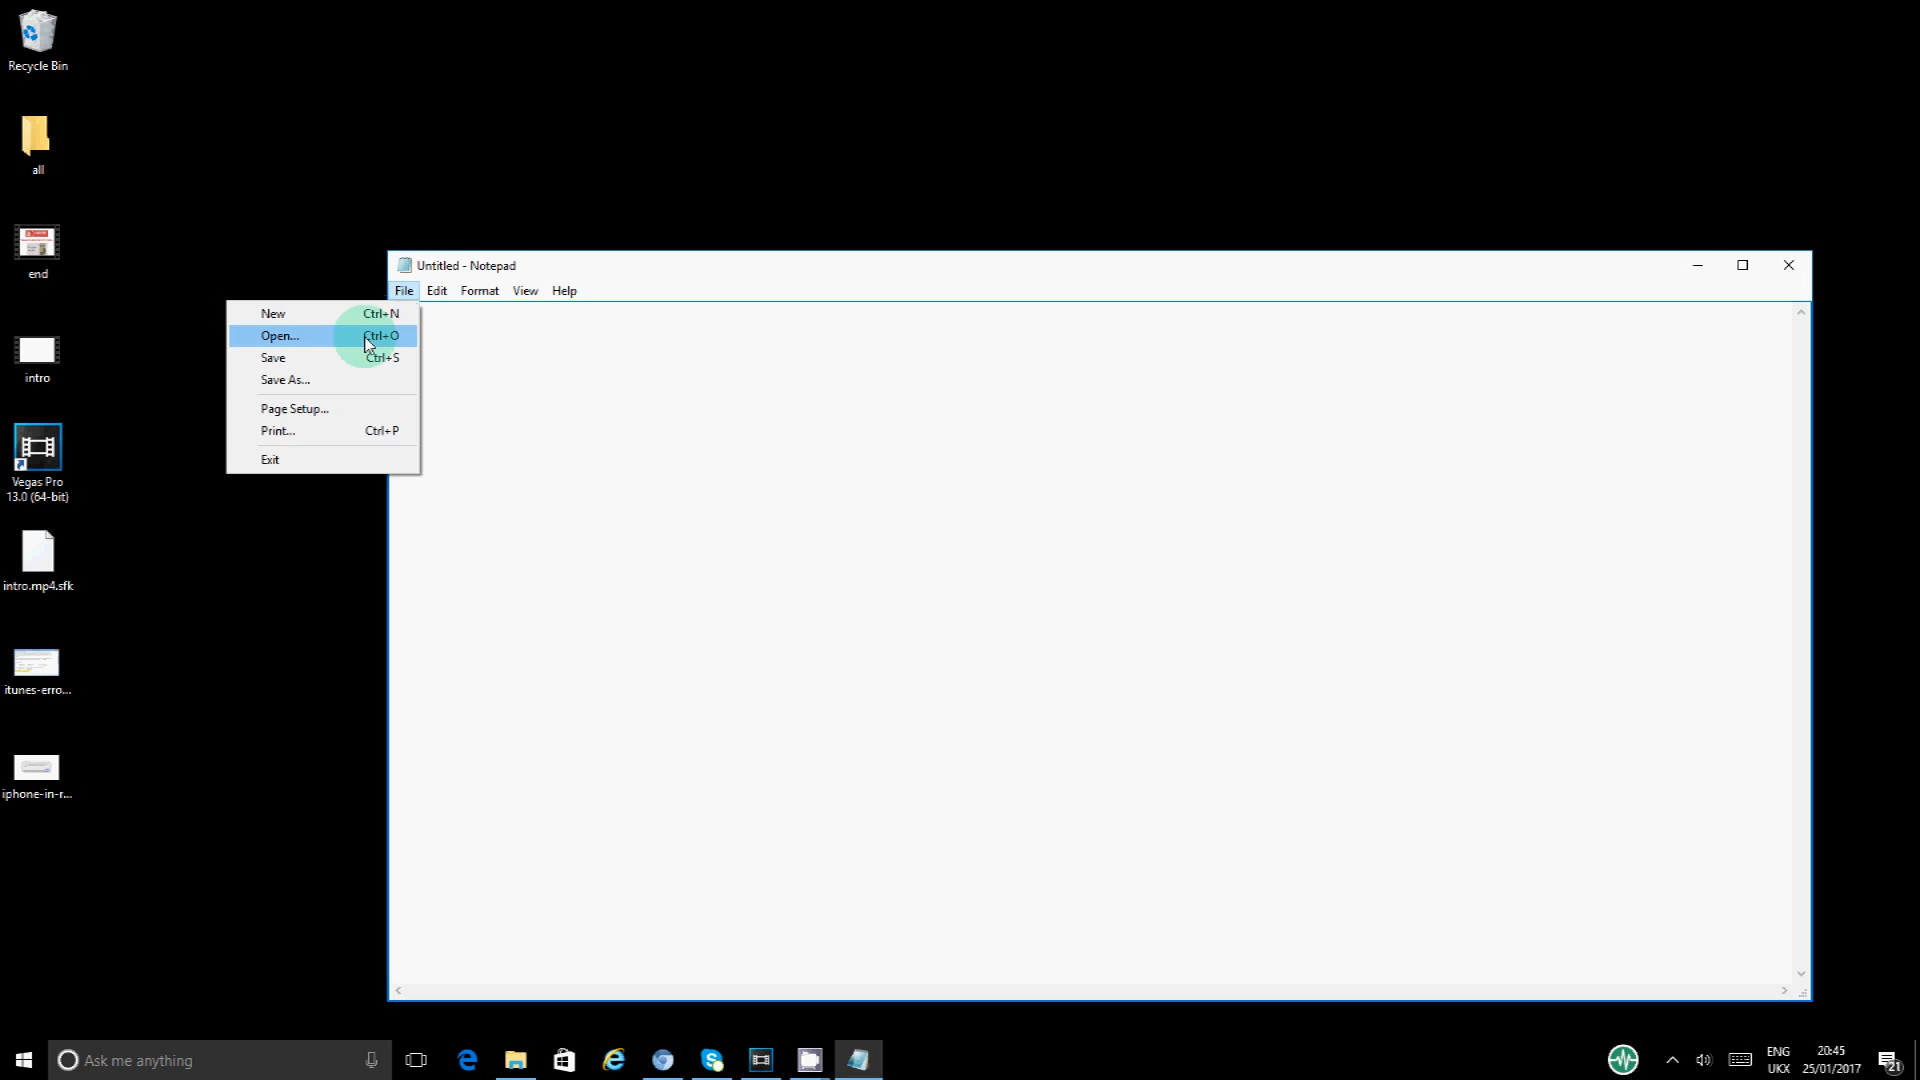 Recycle Bin
all
end
intro
Vegas Pro
13.0 (64-bit)
intro.mp4.sfk
itunes-erro...
iphone-in-r...
Untitled - Notepad
File Edit Format View Help
New Ctrl+N
Open... Ctrl+O
Save Ctrl+S
Save As...
Page Setup...
Print... Ctrl+P
Exit
Ask me anything
ENG
UKX
20:45
25/01/2017
21